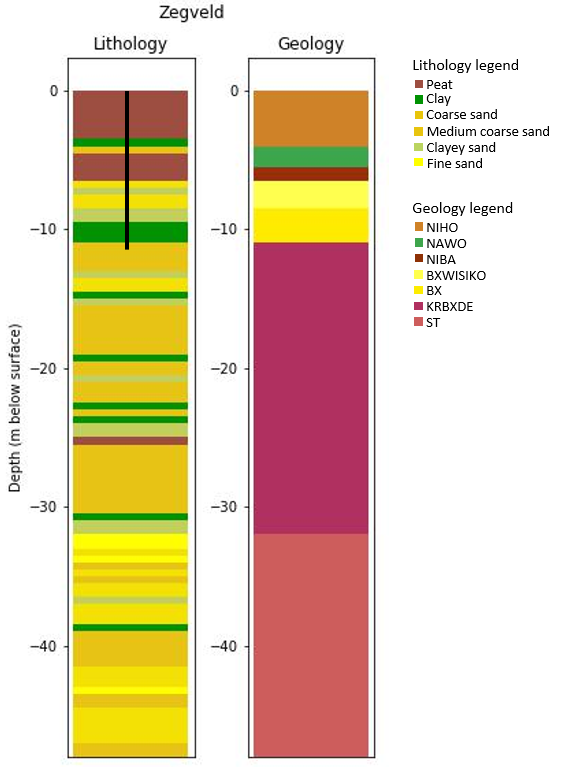 Zegveld
Lithology
Geology
Depth (m below surface)
0
−10
−20
−30
−40
0
−10
−20
−30
−40
Lithology legend
Peat
Clay
Coarse sand
Medium coarse sand
Clayey sand
Fine sand
Geology legend
NIHO
NAWO
NIBA
BXWISIKO
BX
KRBXDE
ST